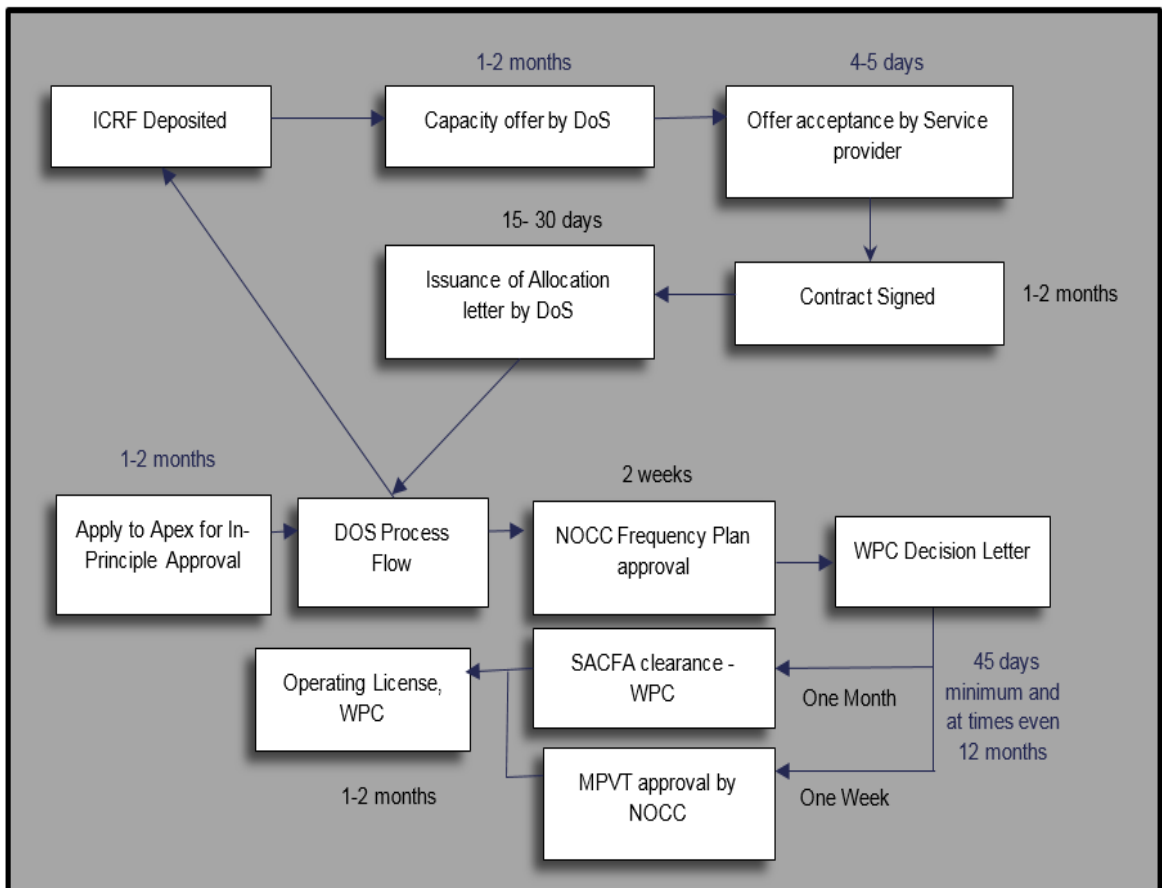 1-2 months
4-5 days
ICRF Deposited
Capacity offer by DoS
Offer acceptance by Service
provider
15- 30 days
Issuance of Allocation
letter by DoS
Contract Signed
1-2 months
1-2 months
2 weeks
Apply to Apex for In-
Principle Approval
DOS Process
Flow
NOCC Frequency Plan
approval
WPC Decision Letter
Operating License,
WPC
SACFA clearance -
WPC
One Month
45 days
minimum and
at times even
12 months
1-2 months
MPVT approval by
NOCC
One Week